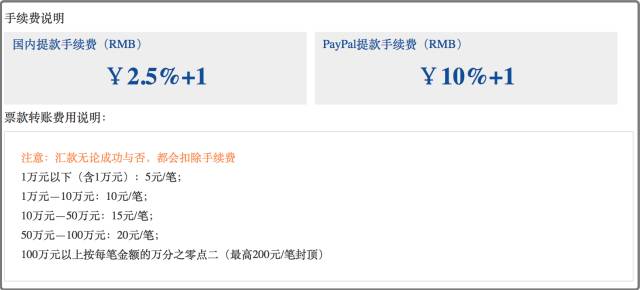 手续费说明
国内提款手续费（RMB）
PayPal提款手续费（RMB）
￥2.5%+1
￥10%+1
票款转账费用说明：
注意：汇款无论成功与否，都会扣除手续费
1万元以下（含1万元）：5元/笔；
1万元—10万元：10元/笔；
10万元—50万元：15元/笔；
50万元—100万元：20元/笔；
100万元以上按每笔金额的万分之零点二（最高200元/笔封顶）